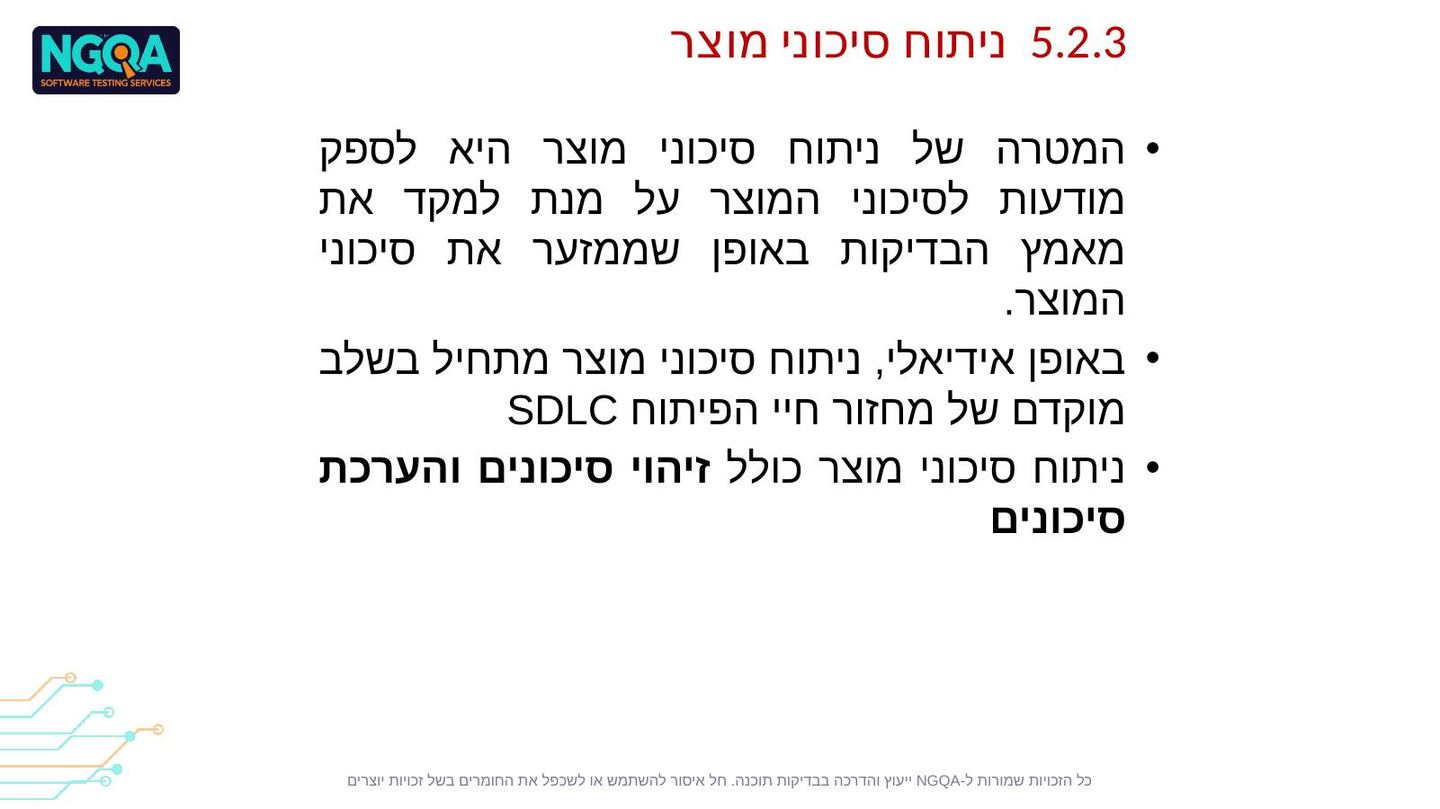 NGQA
SOFTWARE TESTING SERVICES
5.2.3 ניתוח סיכוני מוצר
• המטרה של ניתוח סיכוני מוצר היא לספק
מודעות לסיכוני המוצר על מנת למקד את
מאמץ הבדיקות באופן שממזער את סיכוני
המוצר.
• באופן אידיאלי, ניתוח סיכוני מוצר מתחיל בשלב
מוקדם של מחזור חיי הפיתוח SDLC
• ניתוח סיכוני מוצר כולל זיהוי סיכונים והערכת
סיכונים
כל הזכויות שמורות ל-NGQA ייעוץ והדרכה בבדיקות תוכנה. חל איסור להשתמש או לשכפל את החומרים בשל זכויות יוצרים